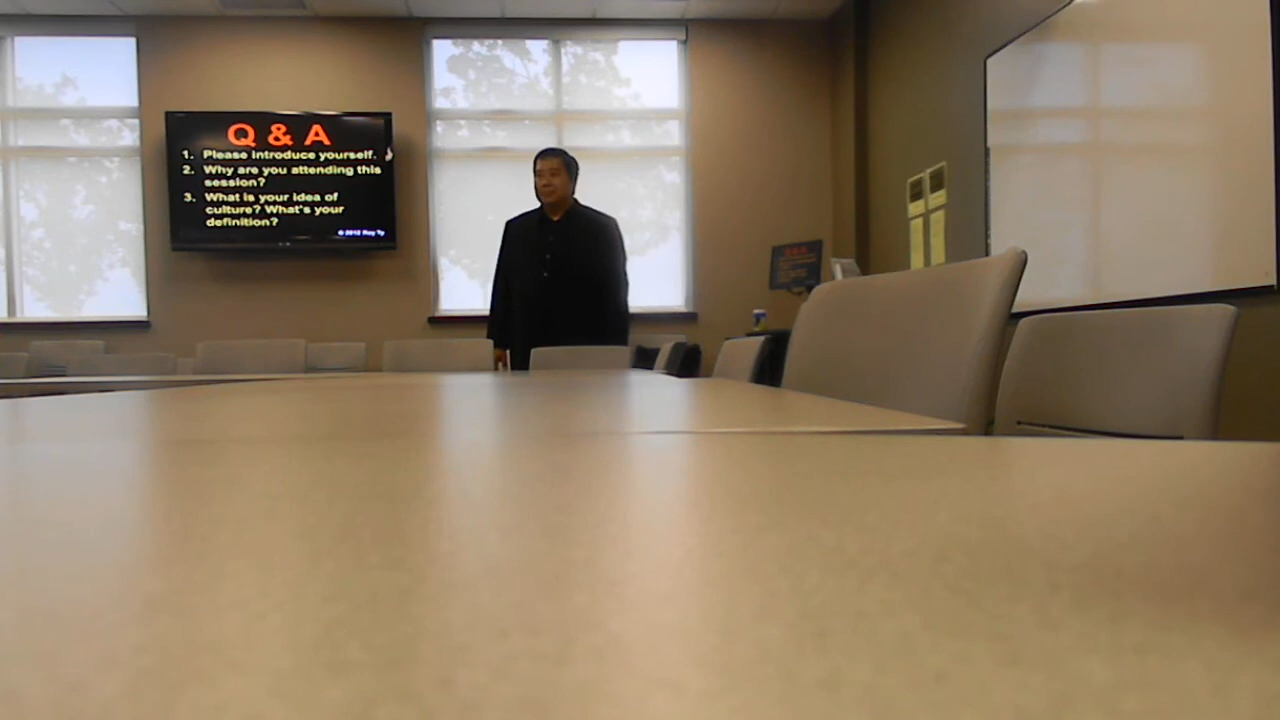 Q & A
1. Please introduce yourself.
2. Why are you attending this
session?
3. What is your idea of
culture? What's your
definition?
© 2012 Rey Ty
Q & A